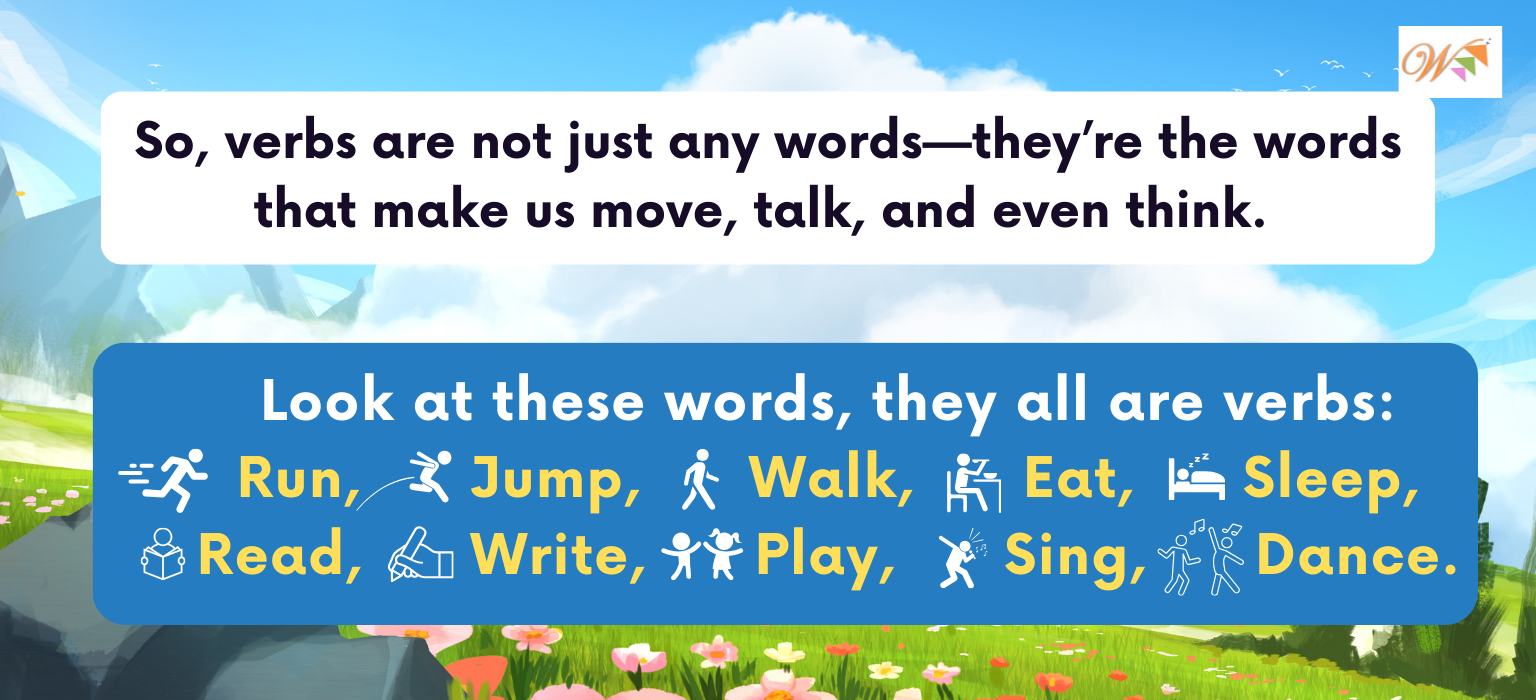 W
So, verbs are not just any words—they’re the words
that make us move, talk, and even think.
Look at these words, they all are verbs:
Run, Jump, Walk, Eat, Sleep,
Read, Write, Play, Sing, Dance.